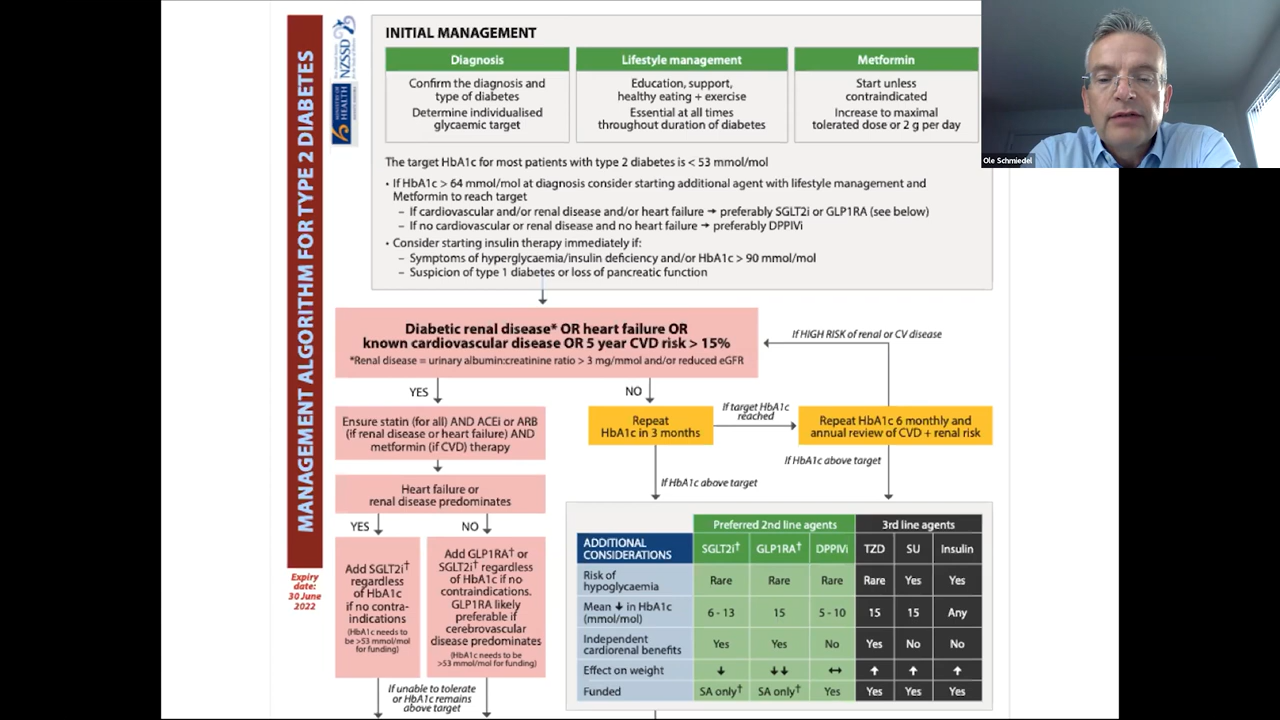 MANAGEMENT ALGORITHM FOR TYPE 2 DIABETES
NZSSD
MINISTRY OF
HEALTH
Expiry
date:
30 June
2022
INITIAL MANAGEMENT
Diagnosis
Confirm the diagnosis and
type of diabetes
Determine individualised
glycaemic target
Lifestyle management
Education, support,
healthy eating + exercise
Essential at all times
throughout duration of diabetes
Metformin
Start unless
contraindicated
Increase to maximal
tolerated dose or 2 g per day
Ole Schmiedel
The target HbA1c for most patients with type 2 diabetes is < 53 mmol/mol
• If HbA1c > 64 mmol/mol at diagnosis consider starting additional agent with lifestyle management and
Metformin to reach target
– If cardiovascular and/or renal disease and/or heart failure → preferably SGLT2i or GLP1RA (see below)
– If no cardiovascular or renal disease and no heart failure → preferably DPPIVi
• Consider starting insulin therapy immediately if:
– Symptoms of hyperglycaemia/insulin deficiency and/or HbA1c > 90 mmol/mol
– Suspicion of type 1 diabetes or loss of pancreatic function
Diabetic renal disease* OR heart failure OR
known cardiovascular disease OR 5 year CVD risk > 15%
*Renal disease = urinary albumin:creatinine ratio > 3 mg/mmol and/or reduced eGFR
If HIGH RISK of renal or CV disease
YES
NO
Ensure statin (for all) AND ACEi or ARB
(if renal disease or heart failure) AND
metformin (if CVD) therapy
Repeat
HbA1c in 3 months
If target HbA1c
reached
Repeat HbA1c 6 monthly and
annual review of CVD + renal risk
If HbA1c above target
If HbA1c above target
Heart failure or
renal disease predominates
YES
NO
Add SGLT2i†
regardless
of HbA1c
if no contra-
indications
(HbA1c needs to
be >53 mmol/mol
for funding)
Add GLP1RA† or
SGLT2i† regardless
of HbA1c if no
contraindications.
GLP1RA likely
preferable if
cerebrovascular
disease predominates
(HbA1c needs to be
>53 mmol/mol for funding)
If unable to tolerate
or HbA1c remains
above target
Preferred 2nd line agents 3rd line agents
ADDITIONAL
CONSIDERATIONS
SGLT2i† GLP1RA† DPPIVi TZD SU Insulin
Risk of
hypoglycaemia
Rare Rare Rare Rare Yes Yes
Mean ↓ in HbA1c
(mmol/mol)
6 - 13 15 5 - 10 15 15 Any
Independent
cardiorenal benefits
Yes Yes No Yes No No
Effect on weight ↓ ↓↓ ↔ ↑ ↑ ↑
Funded SA only† SA only† Yes Yes Yes Yes